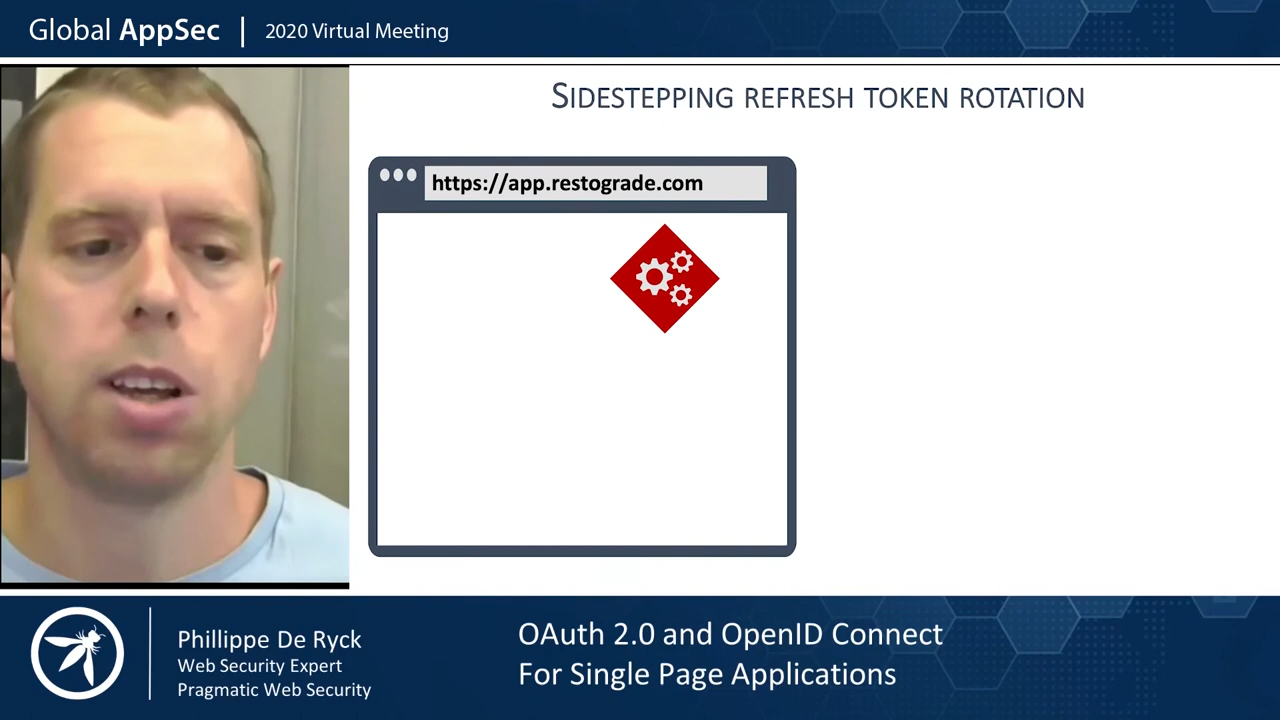 Global AppSec | 2020 Virtual Meeting
SIDESTEPPING REFRESH TOKEN ROTATION
https://app.restograde.com
Phillippe De Ryck
Web Security Expert
Pragmatic Web Security
OAuth 2.0 and OpenID Connect
For Single Page Applications